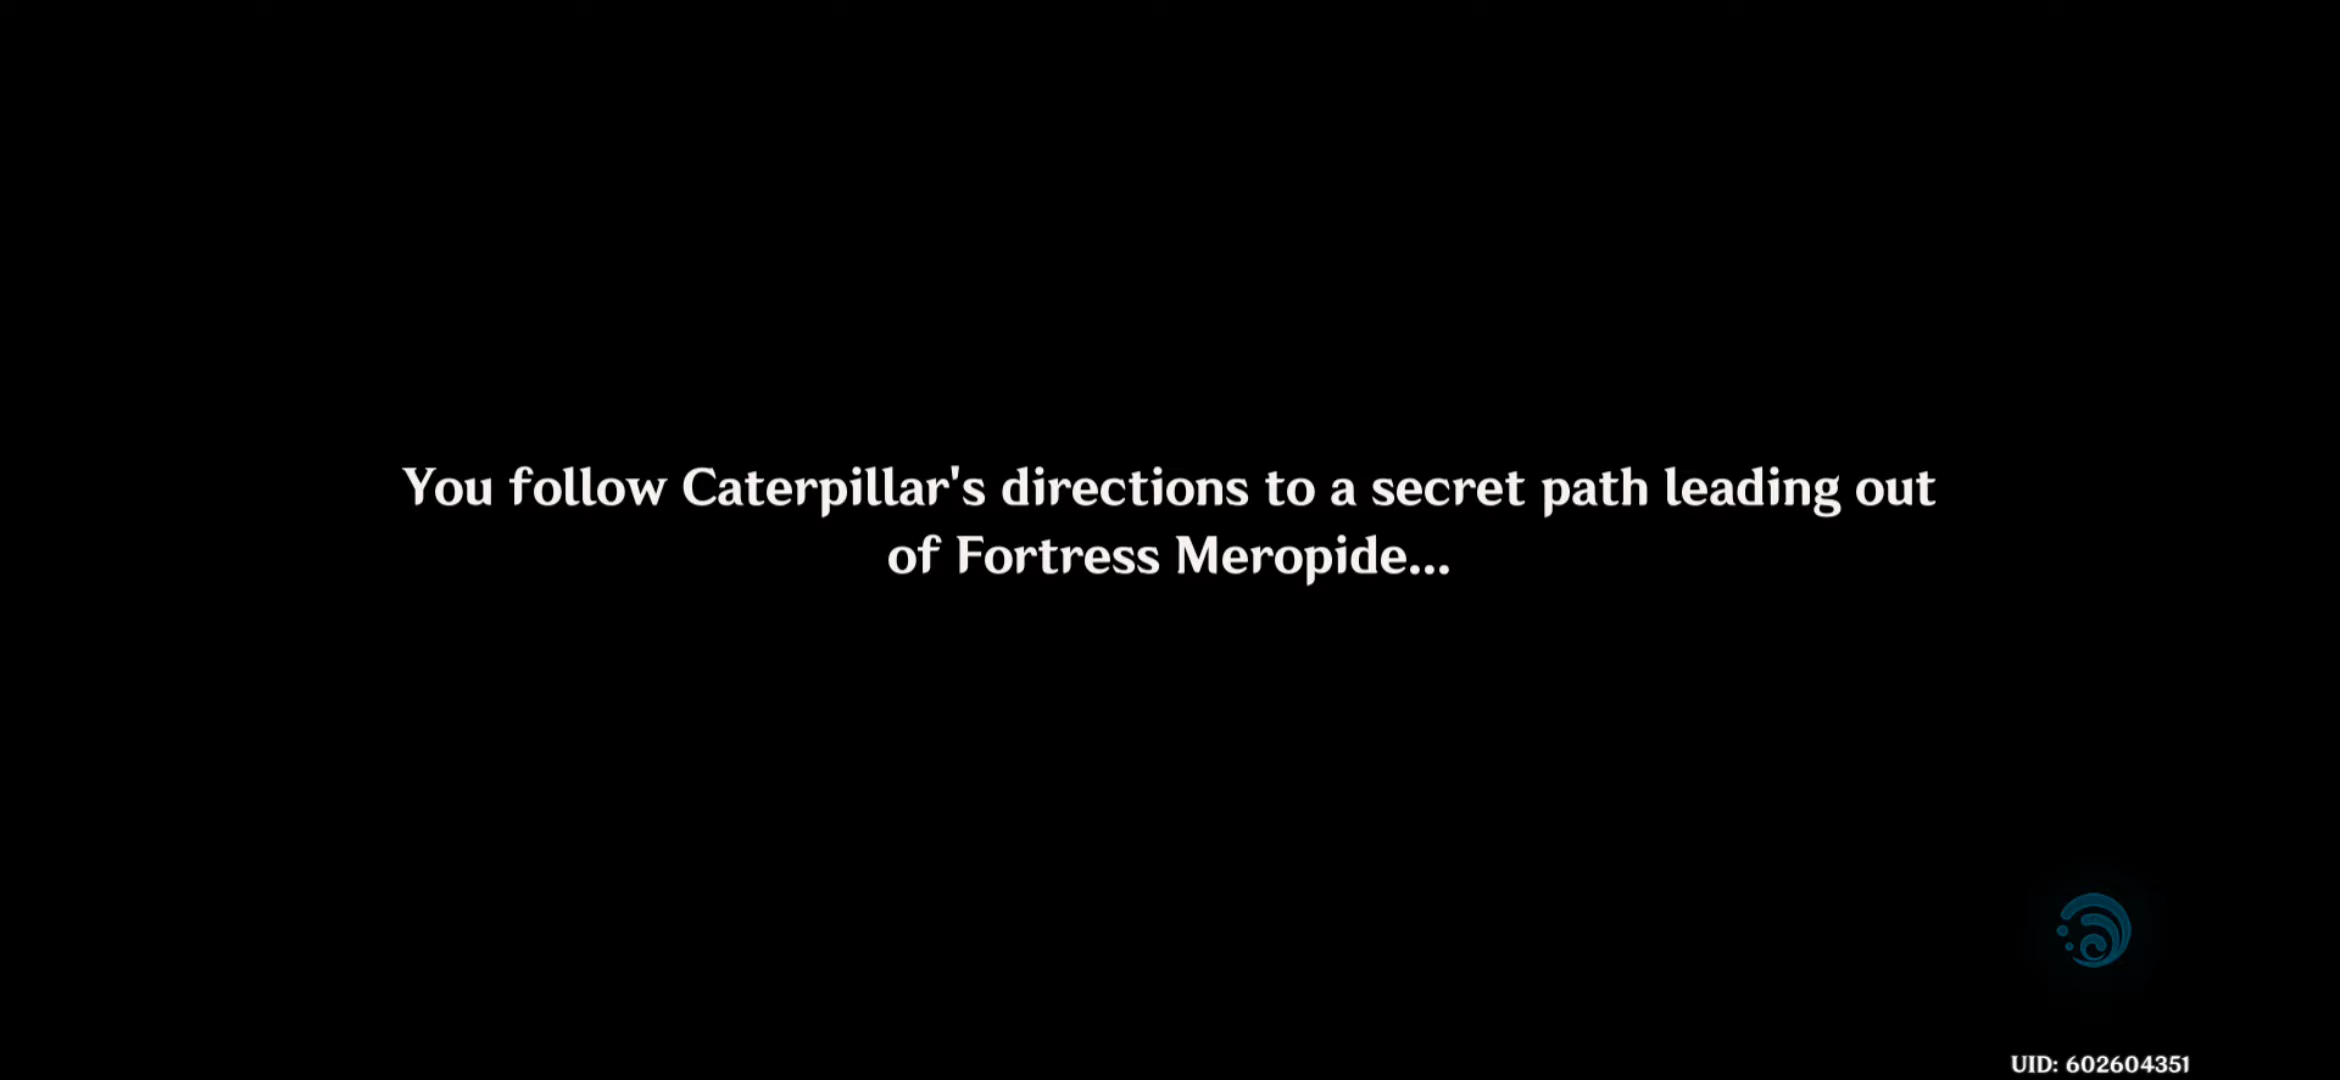 You follow Caterpillar's directions to a secret path leading out
of Fortress Meropide...
UID: 602604351